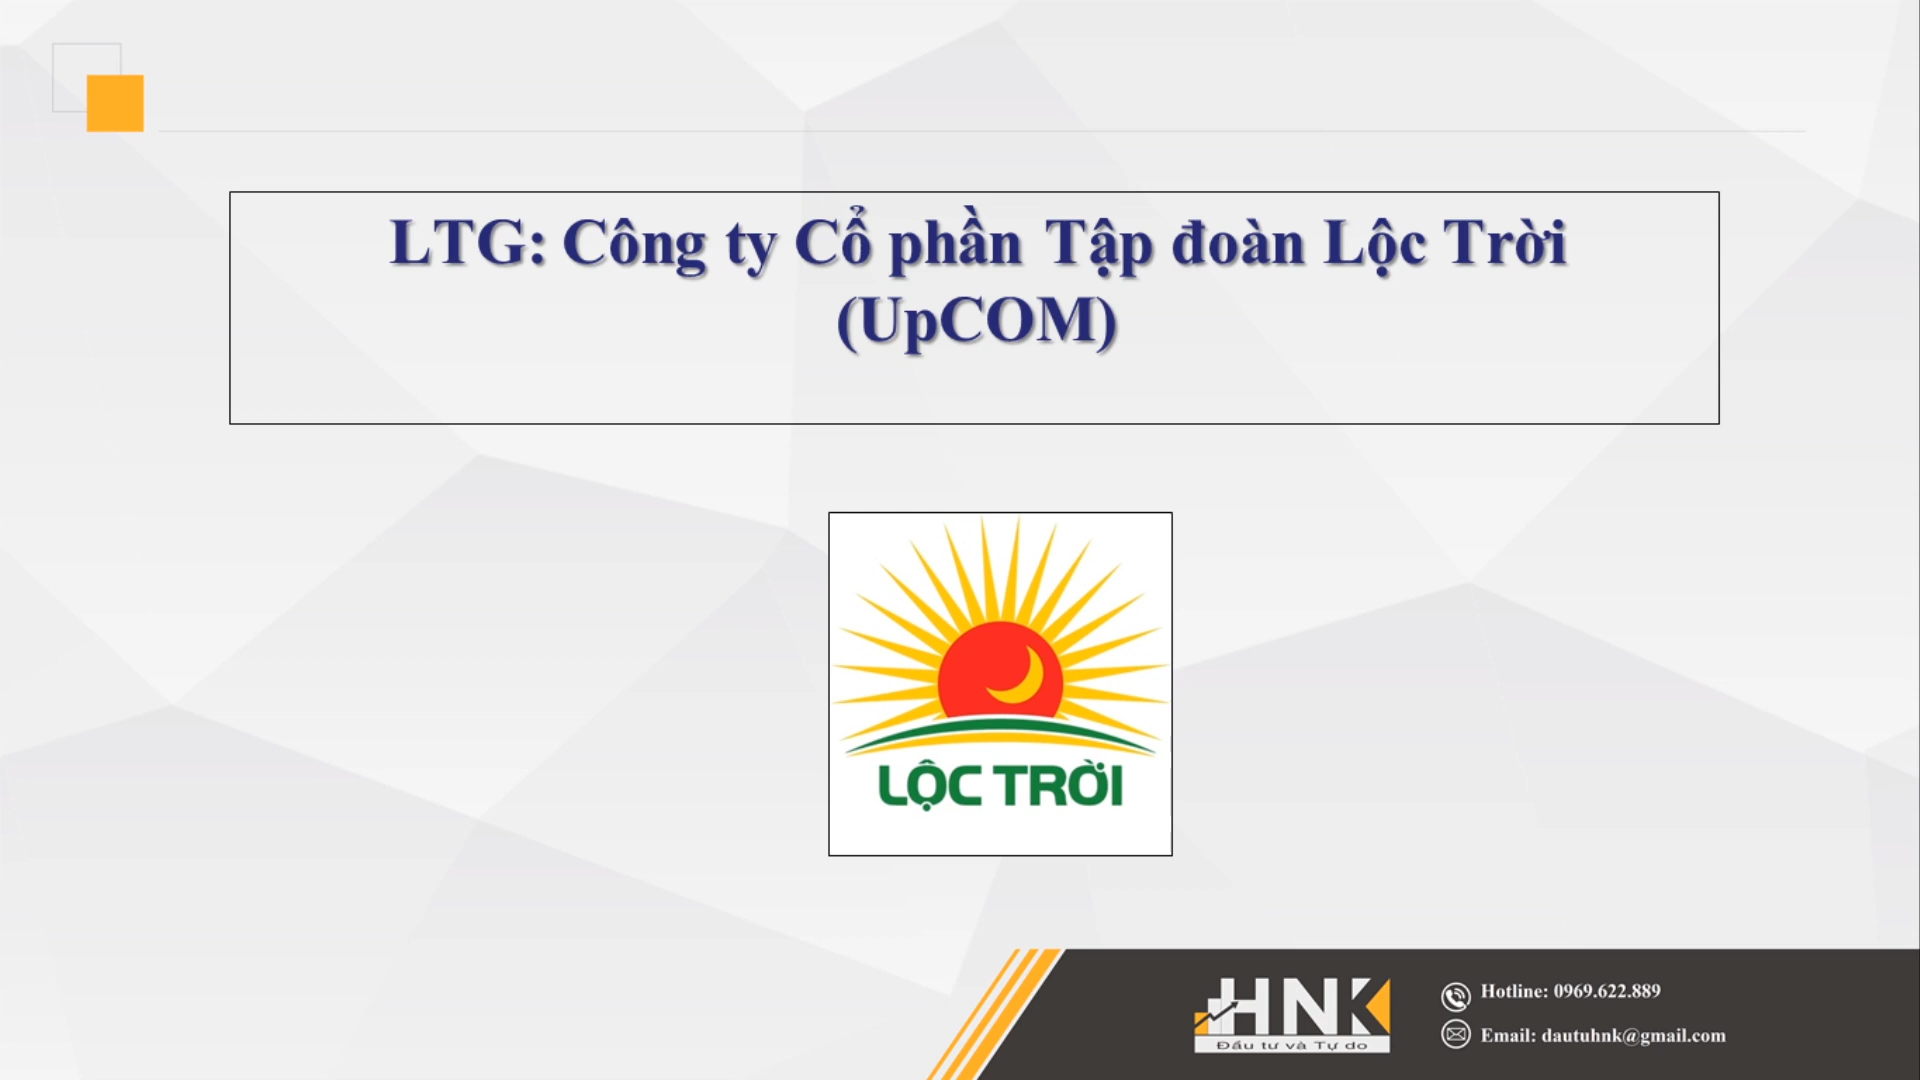 LTG: Công ty Cổ phần Tập đoàn Lộc Trời
(UpCOM)
LỘC TRỜI
HNK
Đầu tư và Tự do
Hotline: 0969.622.889
Email: dautuhnk@gmail.com